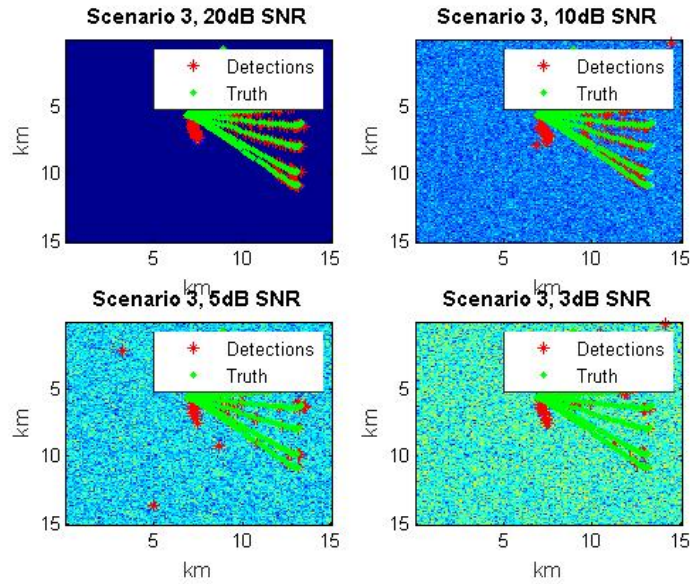 Scenario 3, 20dB SNR
Detections
Truth
km
5
10
15
5
10
15
km
Scenario 3, 10dB SNR
Detections
Truth
km
5
10
15
5
10
15
km
Scenario 3, 5dB SNR
Detections
Truth
km
5
10
15
5
10
15
km
Scenario 3, 3dB SNR
Detections
Truth
km
5
10
15
5
10
15
km